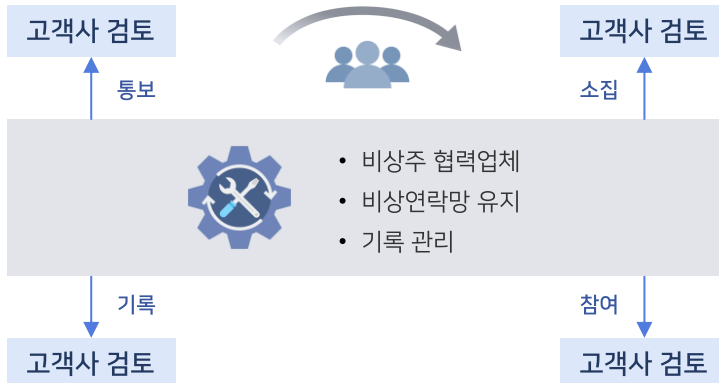 고객사 검토
고객사 검토
통보
소집
• 비상주 협력업체
• 비상연락망 유지
• 기록 관리
기록
참여
고객사 검토
고객사 검토